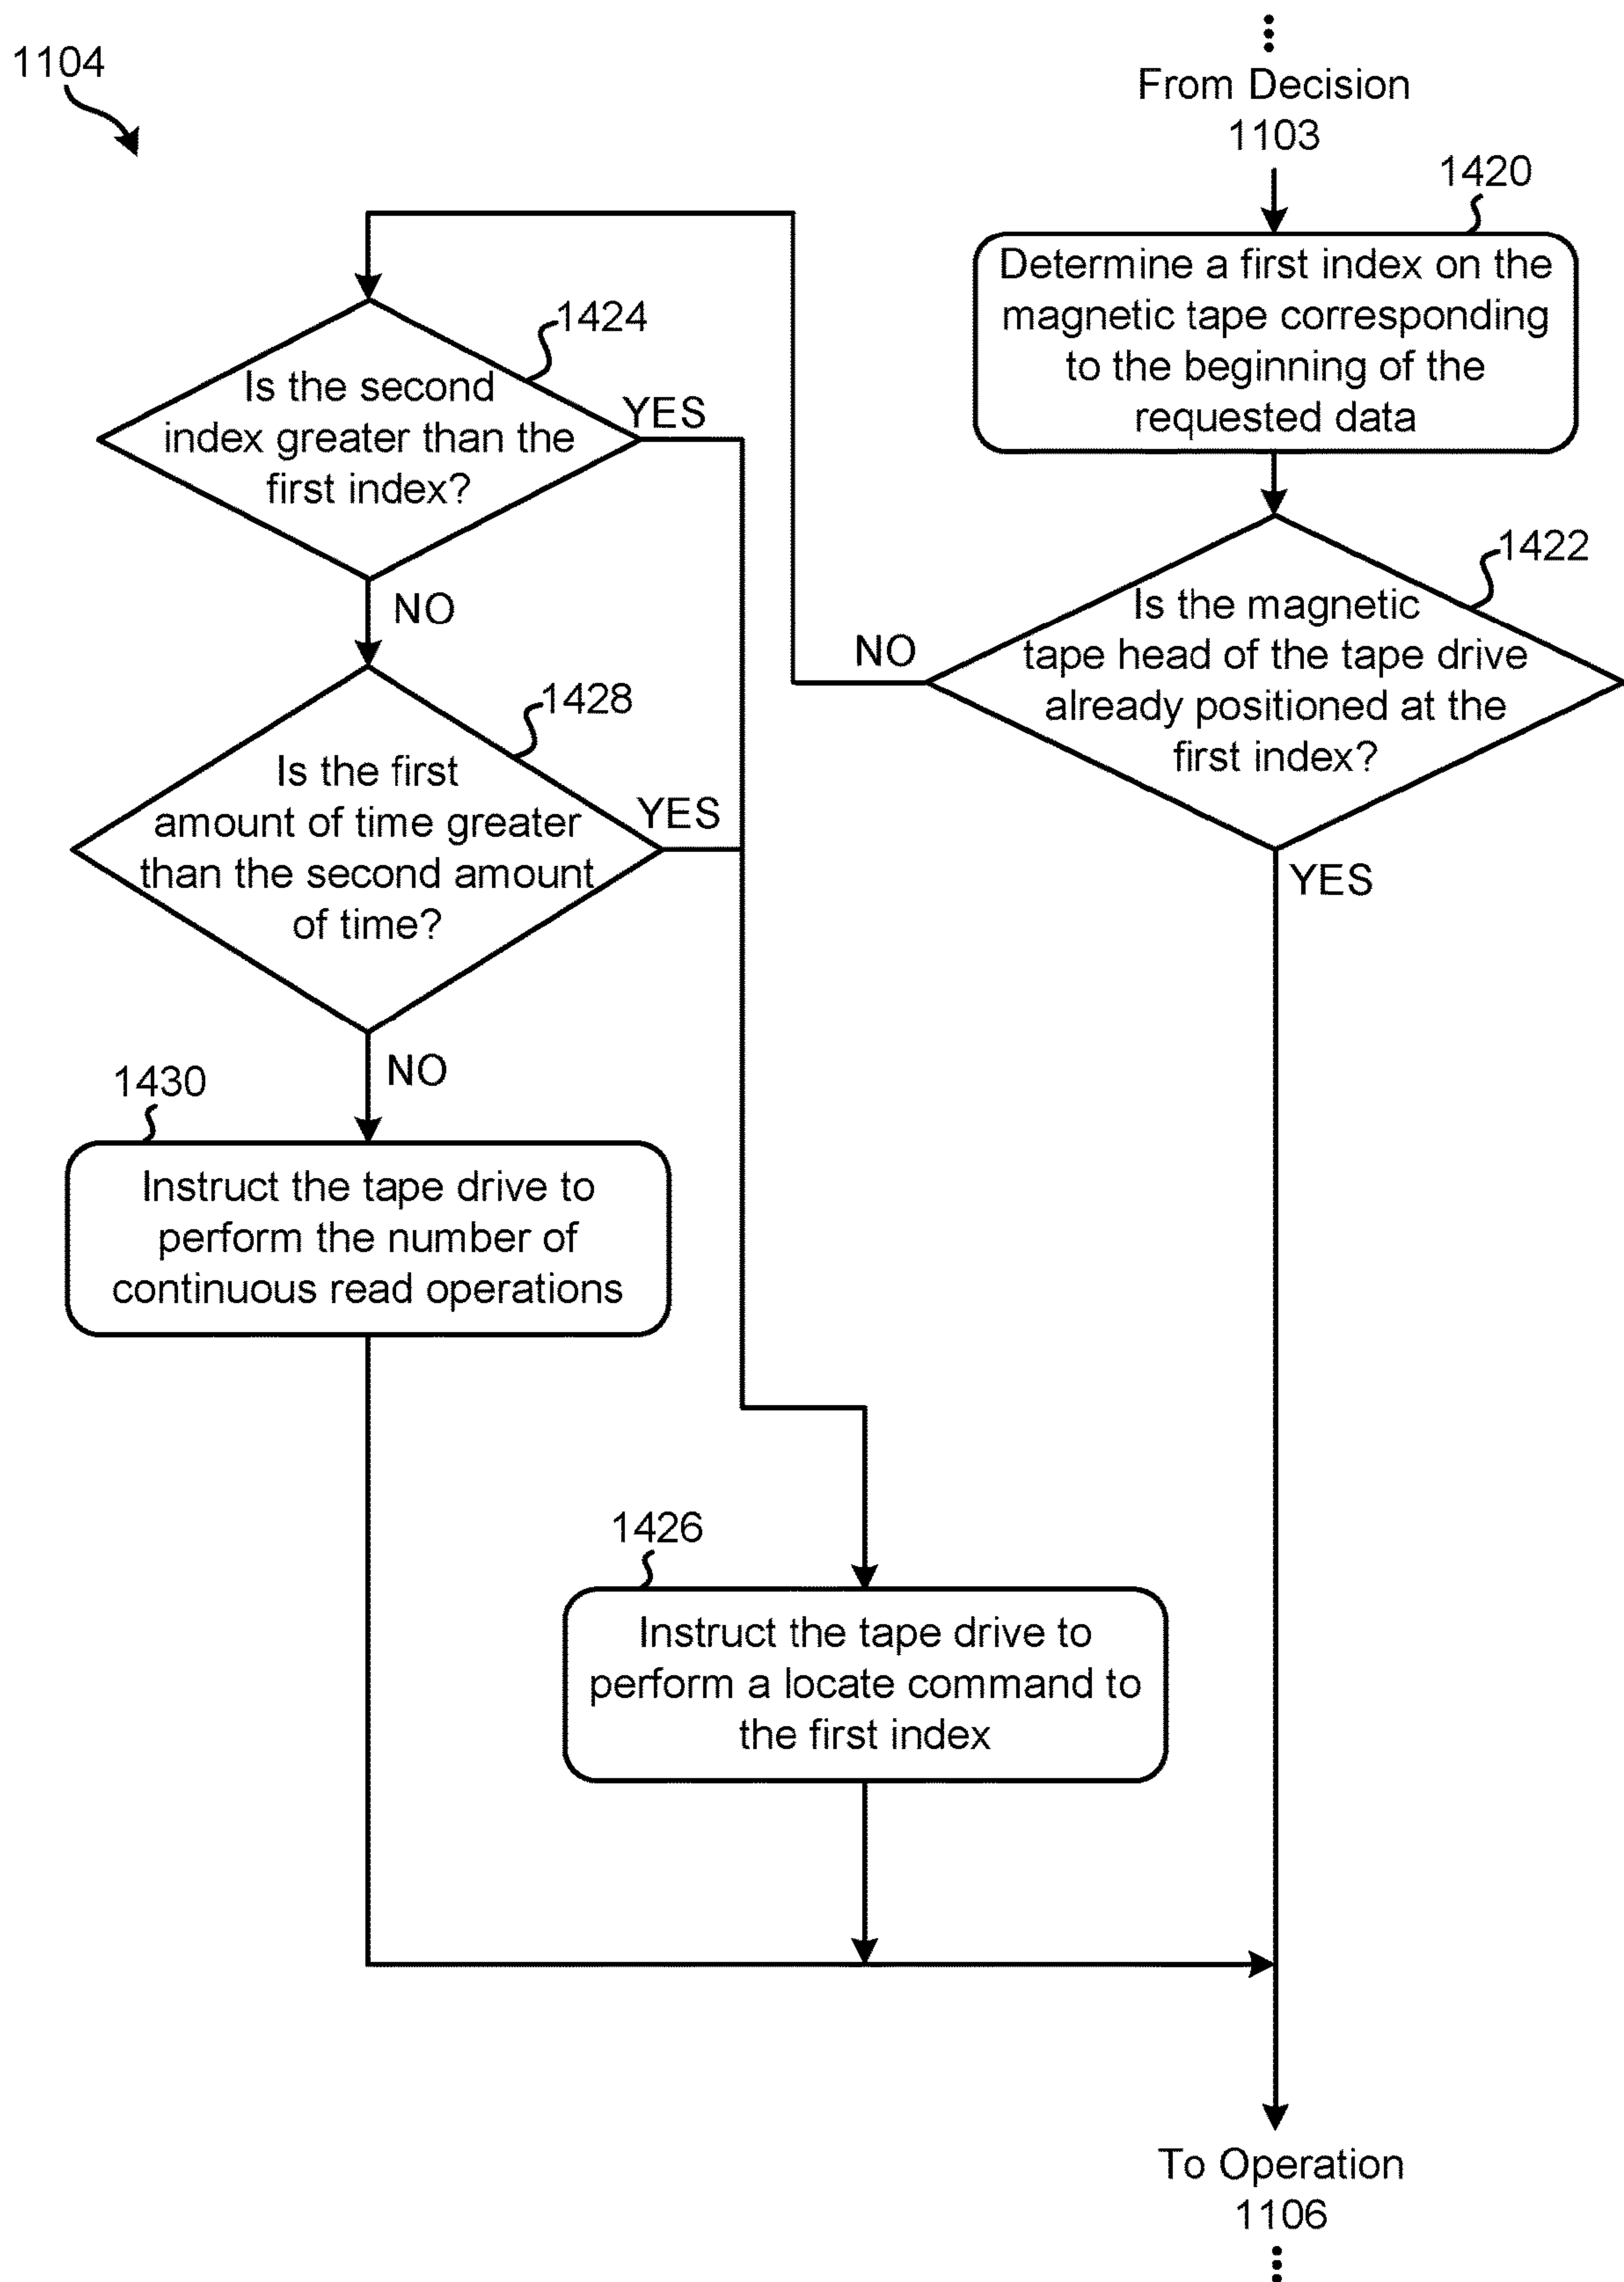 1104
From Decision
1103
1420
Determine a first index on the
magnetic tape corresponding
to the beginning of the
requested data
1422
Is the magnetic
tape head of the tape drive
already positioned at the
first index?
NO
YES
1424
Is the second
index greater than the
first index?
YES
NO
1428
Is the first
amount of time greater
than the second amount
of time?
YES
NO
1430
Instruct the tape drive to
perform the number of
continuous read operations
1426
Instruct the tape drive to
perform a locate command to
the first index
To Operation
1106